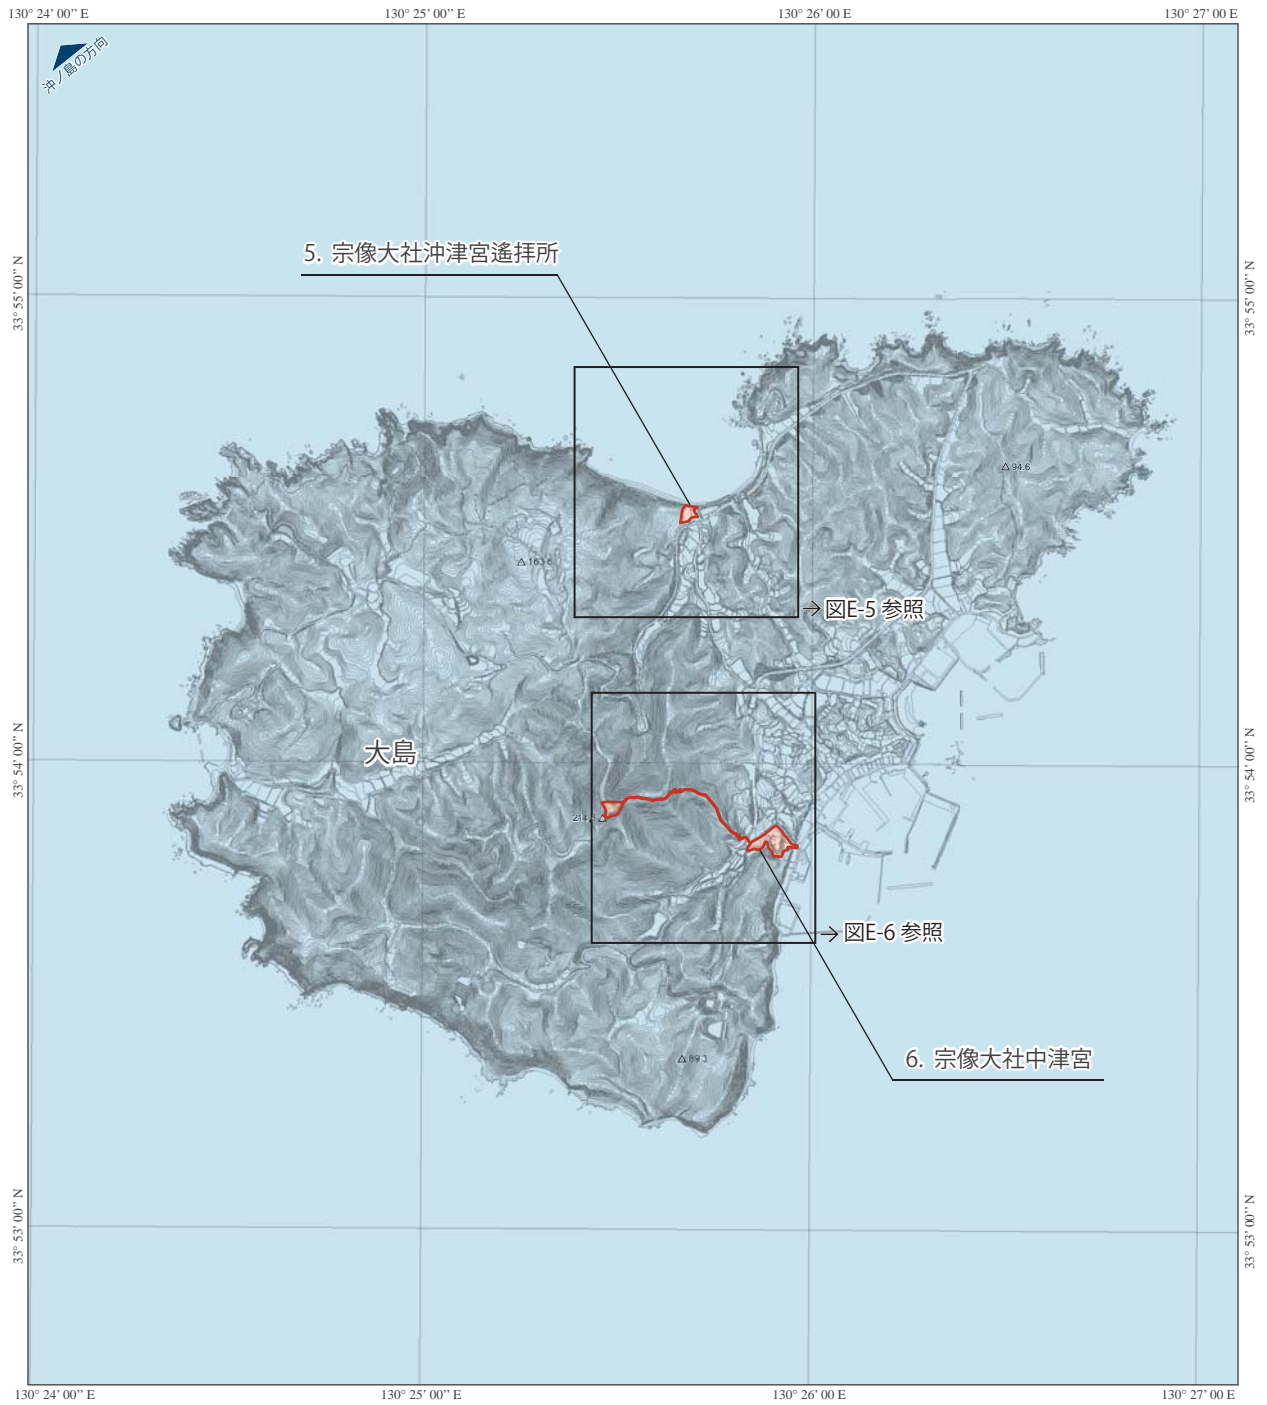 130° 24’ 00’’ E
130° 25’ 00’’ E
130° 26’ 00 E
130° 27’ 00 E
沖ノ島の方向
5. 宗像大社沖津宮遙拝所
33° 55’ 00’’ N
33° 55’ 00’’ N
△94.6
△163.6
→図E-5 参照
大島
33° 54’ 00’’ N
33° 54’ 00’’ N
→図E-6 参照
6. 宗像大社中津宮
△89.3
33° 53’ 00’’ N
33° 53’ 00’’ N
130° 24’ 00’’ E
130° 25’ 00’’ E
130° 26’ 00 E
130° 27’ 00 E